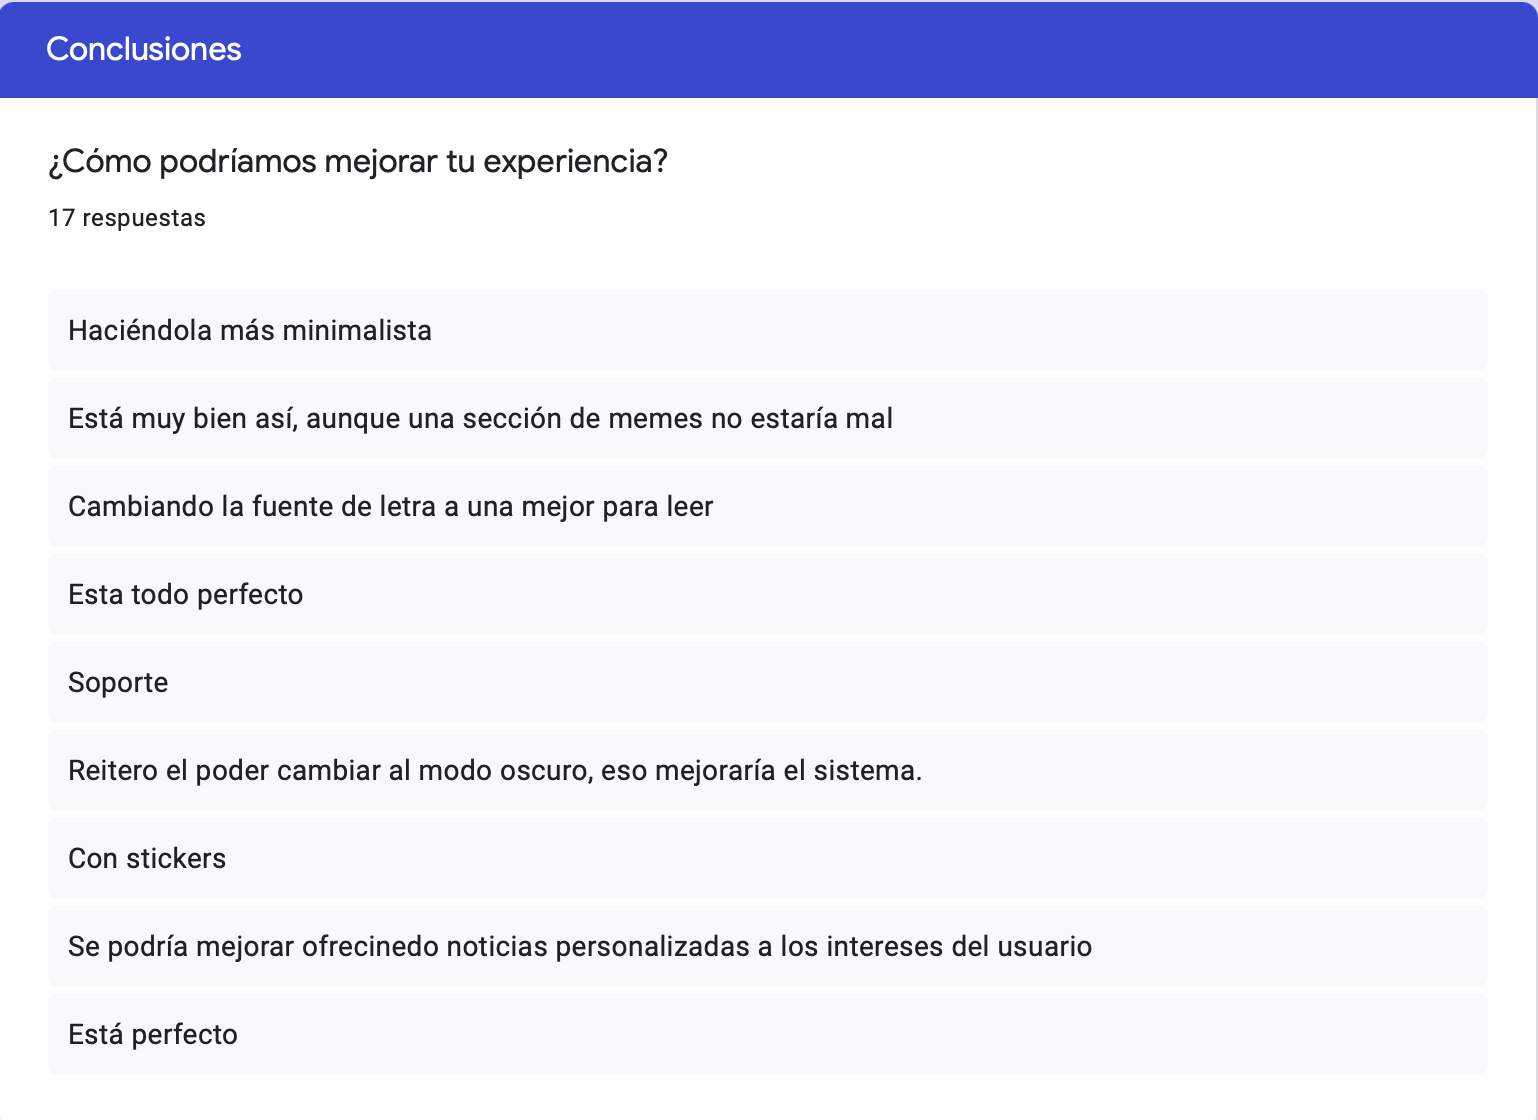 Conclusiones
¿Cómo podríamos mejorar tu experiencia?
17 respuestas
Haciéndola más minimalista
Está muy bien así, aunque una sección de memes no estaría mal
Cambiando la fuente de letra a una mejor para leer
Esta todo perfecto
Soporte
Reitero el poder cambiar al modo oscuro, eso mejoraría el sistema.
Con stickers
Se podría mejorar ofrecinedo noticias personalizadas a los intereses del usuario
Está perfecto